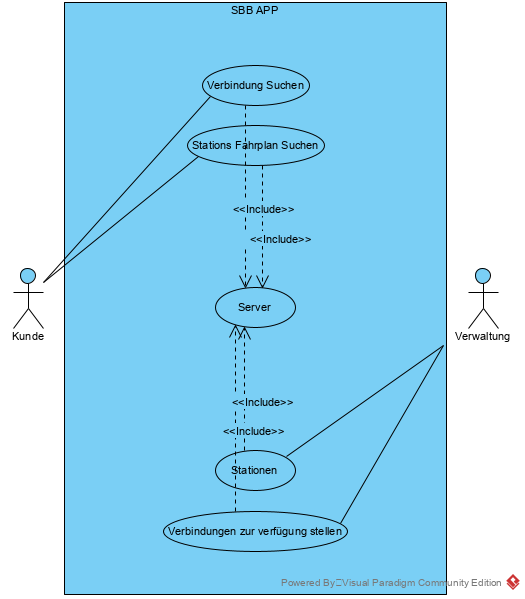 SBB APP
Verbindung Suchen
Stations Fahrplan Suchen
<<Include>>
<<Include>>
Server
Kunde
Verwaltung
<<Include>>
<<Include>>
Stationen
Verbindungen zur verfügung stellen
Powered By Visual Paradigm Community Edition